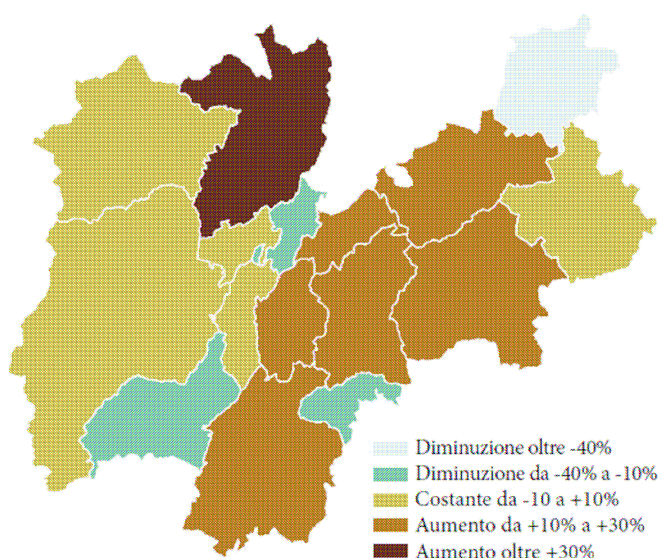 Diminuzione oltre -40%
Diminuzione da -40% a -10%
Costante da -10 a +10%
Aumento da +10% a +30%
Aumento oltre +30%